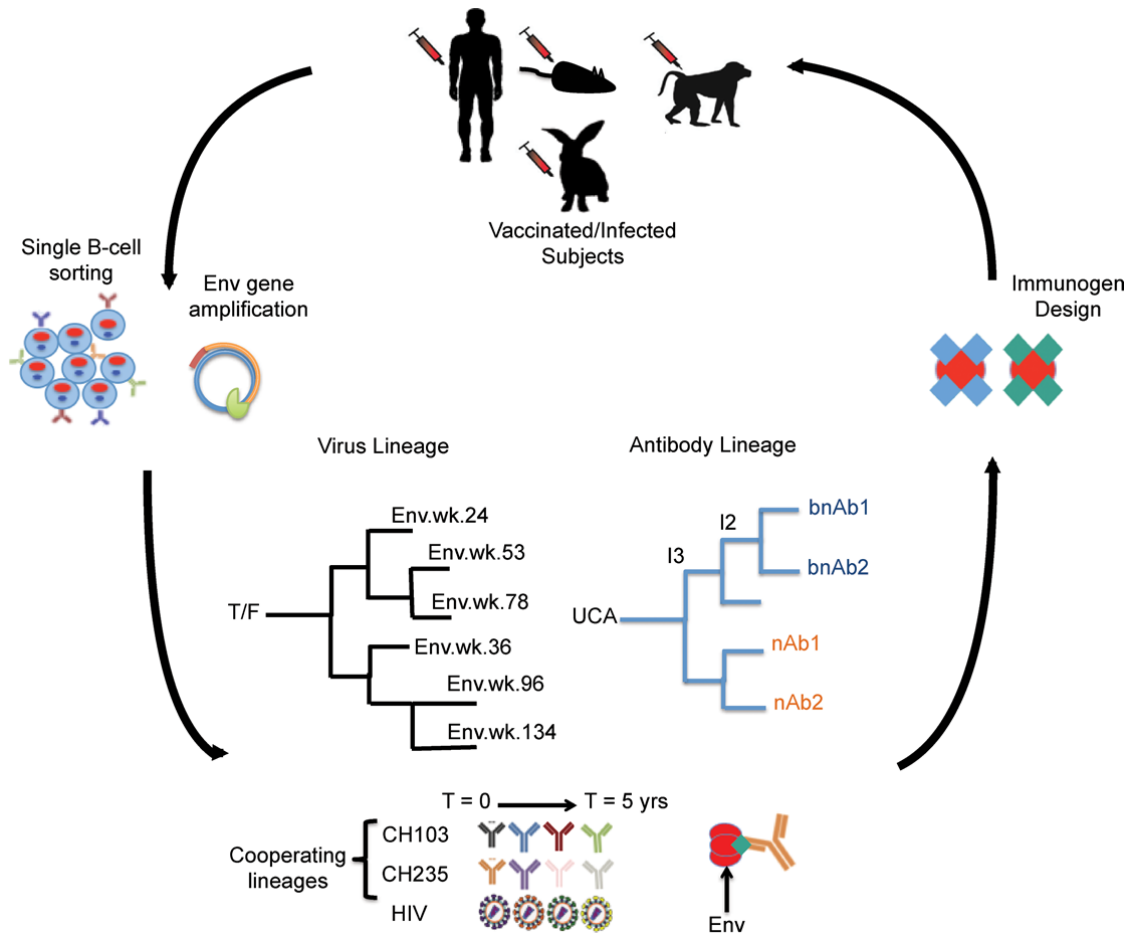 Vaccinated/Infected
Subjects
Single B-cell
sorting
Env gene
amplification
Immunogen
Design
Virus Lineage
Antibody Lineage
Env.wk.24
Env.wk.53
Env.wk.78
T/F
Env.wk.36
Env.wk.96
Env.wk.134
I2
I3
bnAb1
bnAb2
UCA
nAb1
nAb2
T = 0
T = 5 yrs
Cooperating
lineages
CH103
CH235
HIV
Env